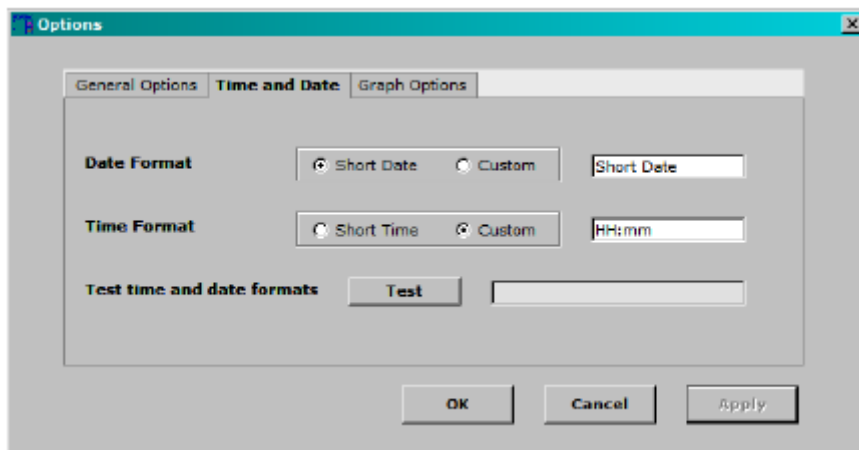 Options
General Options Time and Date Graph Options
Date Format Short Date Custom Short Date
Time Format Short Time Custom HH:mm
Test time and date formats Test
OK Cancel Apply